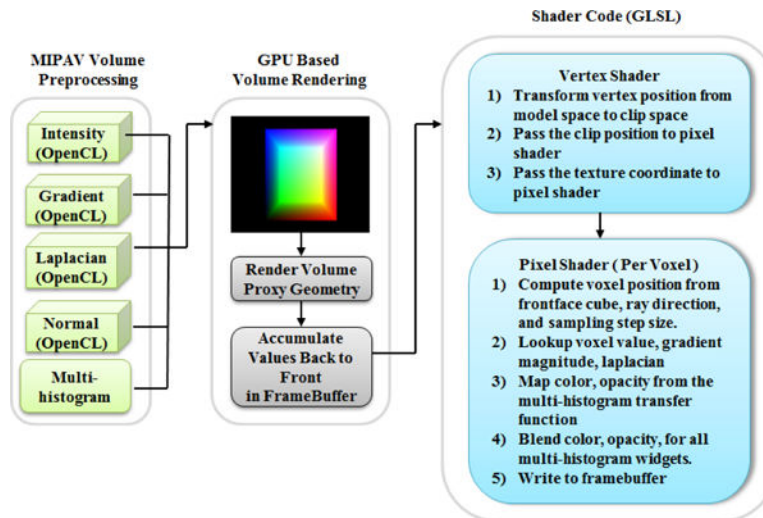 MIPAV Volume
Preprocessing
Intensity
(OpenCL)
Gradient
(OpenCL)
Laplacian
(OpenCL)
Normal
(OpenCL)
Multi-
histogram
GPU Based
Volume Rendering
Render Volume
Proxy Geometry
Accumulate
Values Back to
Front
in FrameBuffer
Shader Code (GLSL)
Vertex Shader
1) Transform vertex position from
model space to clip space
2) Pass the clip position to pixel
shader
3) Pass the texture coordinate to
pixel shader
Pixel Shader ( Per Voxel )
1) Compute voxel position from
frontface cube, ray direction,
and sampling step size.
2) Lookup voxel value, gradient
magnitude, laplacian
3) Map color, opacity from the
multi-histogram transfer
function
4) Blend color, opacity, for all
multi-histogram widgets.
5) Write to framebuffer